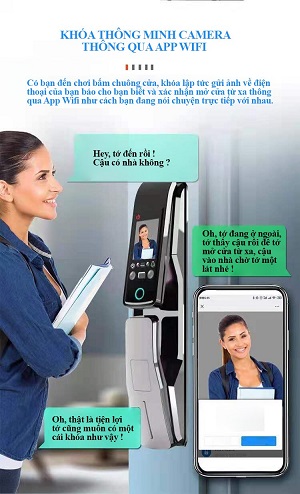 KHÓA THÔNG MINH CAMERA
THÔNG QUA APP WIFI
Có bạn đến chơi bấm chuông cửa, khóa lập tức gửi ảnh về điện
thoại của bạn báo cho bạn biết và xác nhận mở cửa từ xa thông
qua App Wifi như cách bạn đang nói chuyện trực tiếp với nhau.
Hey, tớ đến rồi !
Cậu có nhà không ?
Oh, tớ đang ở ngoài,
tớ thấy cậu rồi để tớ
mở cửa từ xa, cậu
vào nhà chờ tớ một
lát nhé !
Oh, thật là tiện lợi
tớ cũng muốn có một
cái khóa như vậy !